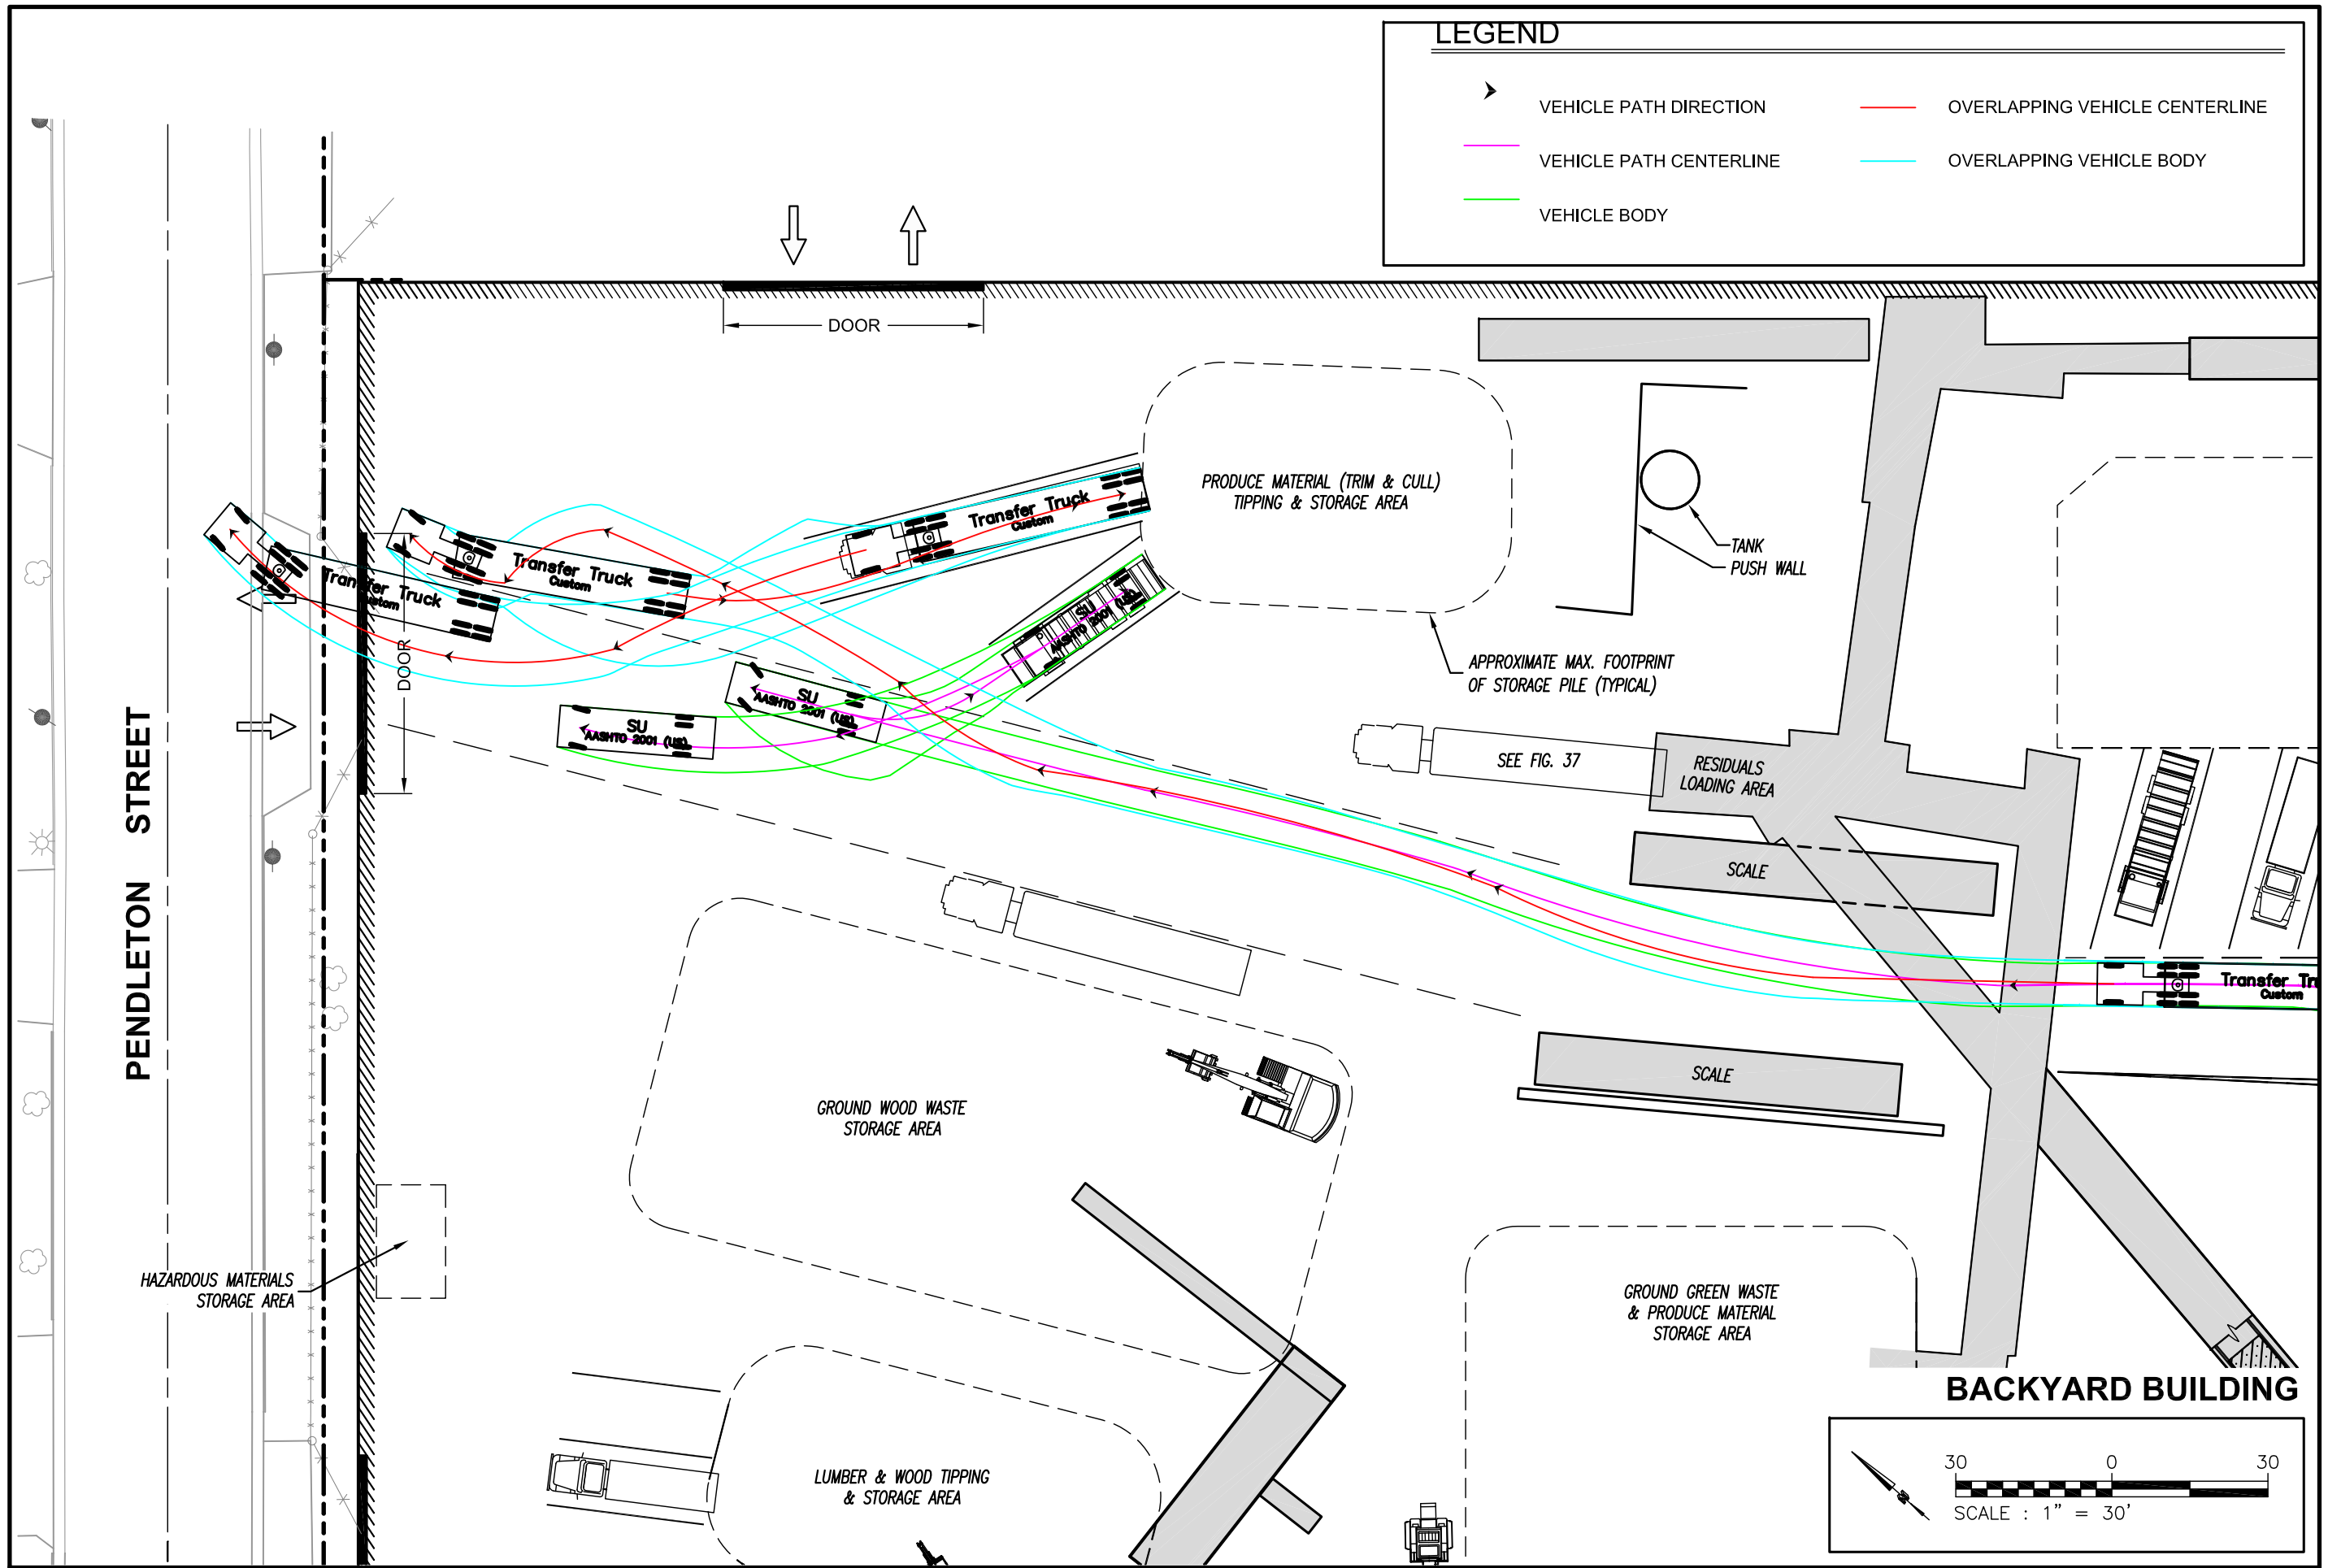 LEGEND
VEHICLE PATH DIRECTION
OVERLAPPING VEHICLE CENTERLINE
VEHICLE PATH CENTERLINE
OVERLAPPING VEHICLE BODY
VEHICLE BODY
DOOR
PRODUCE MATERIAL (TRIM & CULL)
TIPPING & STORAGE AREA
Transfer Truck
Custom
TANK
PUSH WALL
Transfer Truck
Custom
Transfer Truck
Custom
SU
AASHTO 2001 (US)
DOOR
APPROXIMATE MAX. FOOTPRINT
OF STORAGE PILE (TYPICAL)
SU
AASHTO 2001 (US)
SU
AASHTO 2001 (US)
SEE FIG. 37
RESIDUALS
LOADING AREA
PENDLETON STREET
SCALE
Transfer Tru
Custom
SCALE
GROUND WOOD WASTE
STORAGE AREA
HAZARDOUS MATERIALS
STORAGE AREA
GROUND GREEN WASTE
& PRODUCE MATERIAL
STORAGE AREA
BACKYARD BUILDING
LUMBER & WOOD TIPPING
& STORAGE AREA
30 0 30
SCALE : 1" = 30'